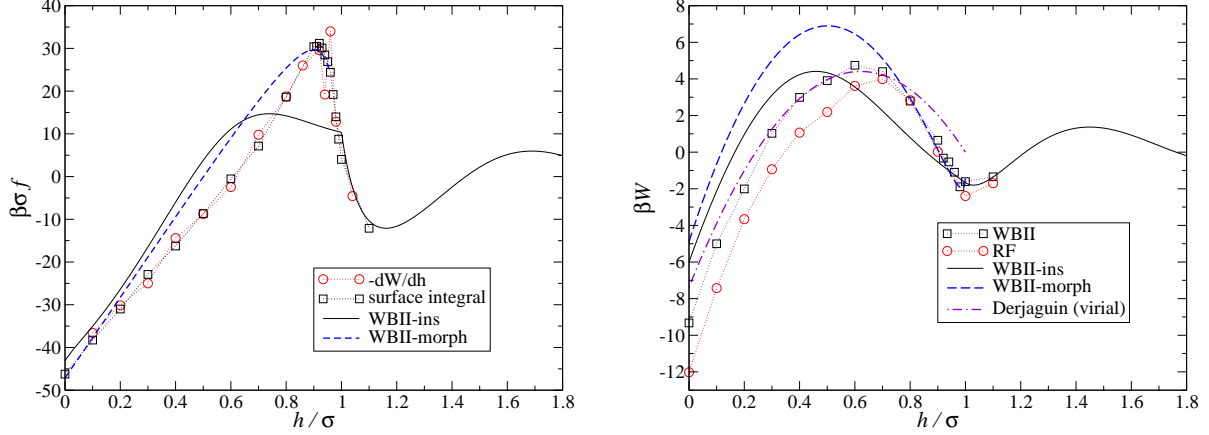 40
30
20
10
0
-10
-20
-30
-40
-50
βσf
-dW/dh
surface integral
WBII-ins
WBII-morph
0 0.2 0.4 0.6 0.8 1 1.2 1.4 1.6 1.8
h / σ
8
6
4
2
0
-2
-4
-6
-8
-10
-12
βW
WBII
RF
WBII-ins
WBII-morph
Derjaguin (virial)
0 0.2 0.4 0.6 0.8 1 1.2 1.4 1.6 1.8
h / σ